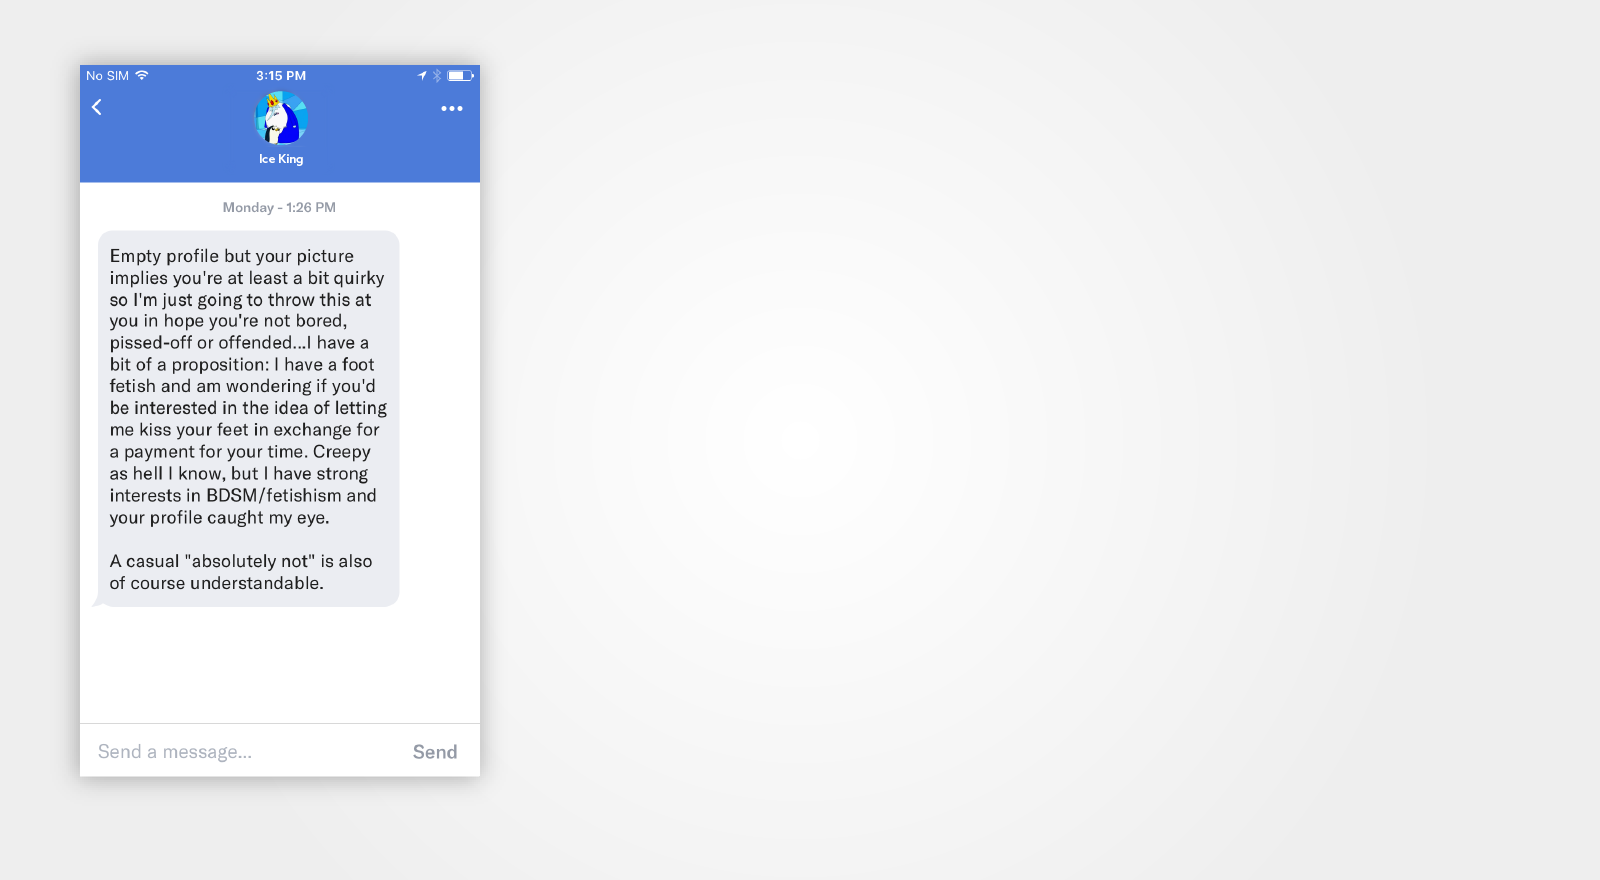 No SIM 3:15 PM
Ice King
Monday - 1:26 PM
Empty profile but your picture
implies you're at least a bit quirky
so I'm just going to throw this at
you in hope you're not bored,
pissed-off or offended...I have a
bit of a proposition: I have a foot
fetish and am wondering if you'd
be interested in the idea of letting
me kiss your feet in exchange for
a payment for your time. Creepy
as hell I know, but I have strong
interests in BDSM/fetishism and
your profile caught my eye.
A casual "absolutely not" is also
of course understandable.
Send a message... Send